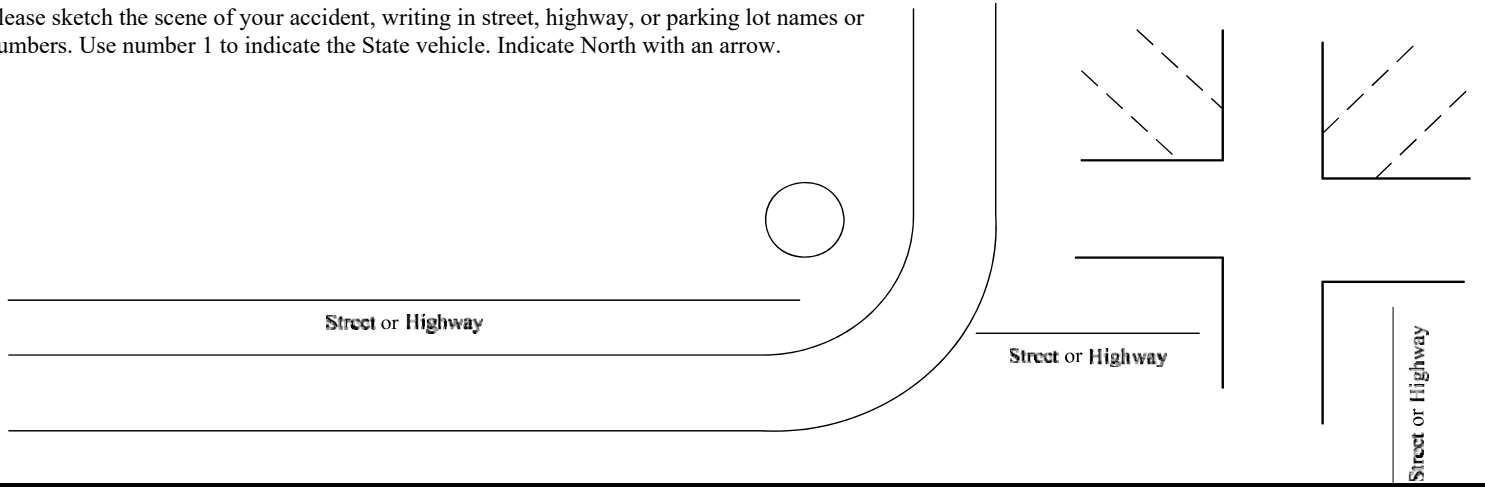 lease sketch the scene of your accident, writing in street, highway, or parking lot names or
umbers. Use number 1 to indicate the State vehicle. Indicate North with an arrow.
Street or Highway
Street or Highway
Street or Highway